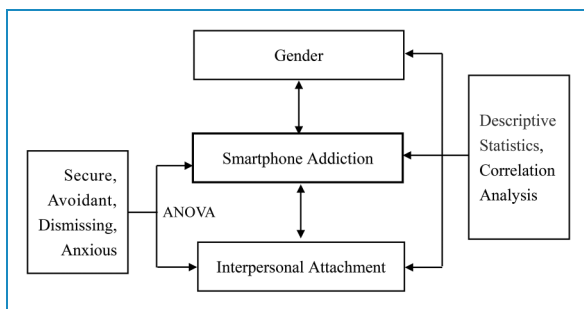 Gender
Smartphone Addiction
Interpersonal Attachment
Secure,
Avoidant,
Dismissing,
Anxious
ANOVA
Descriptive
Statistics,
Correlation
Analysis